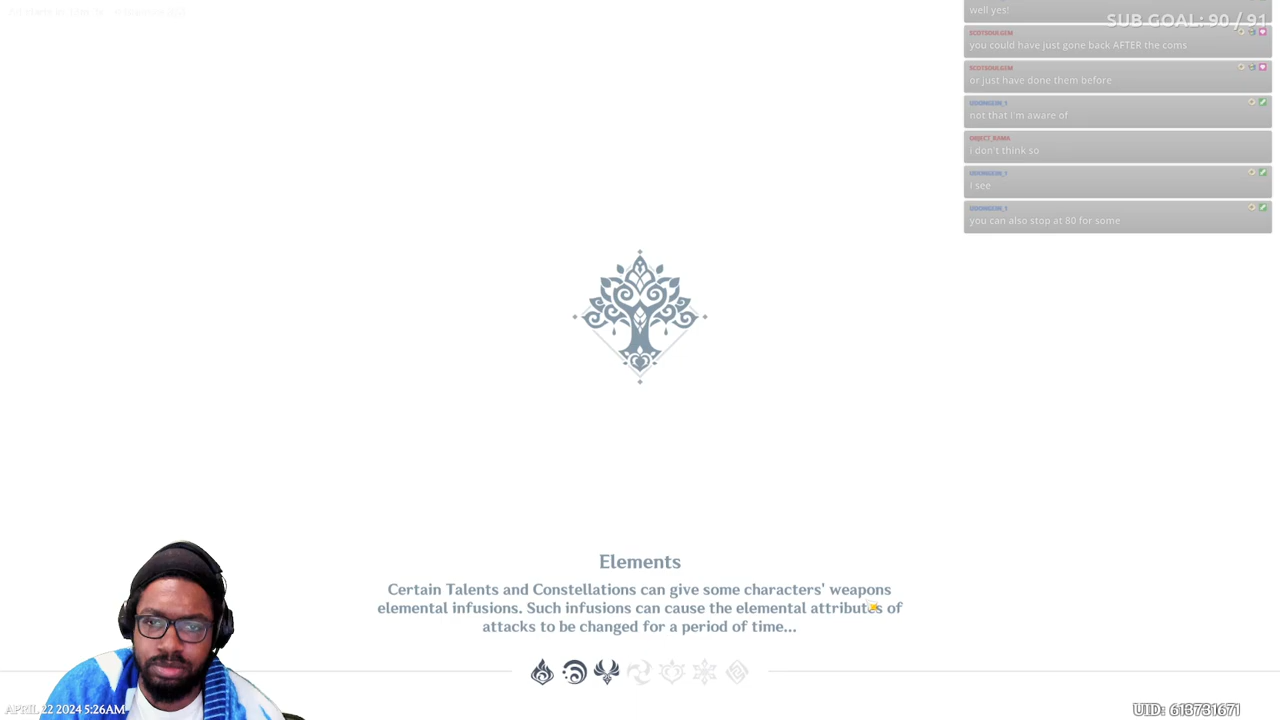 well yes!
SUB GOAL: 90 / 91
SCOTSOULGEM
you could have just gone back AFTER the coms
SCOTSOULGEM
or just have done them before
not that I'm aware of
i don't think so
I see
you can also stop at 80 for some
Elements
Certain Talents and Constellations can give some characters' weapons
elemental infusions. Such infusions can cause the elemental attributes of
attacks to be changed for a period of time...
APRIL 22 2024 5:26AM
UID: 613731671